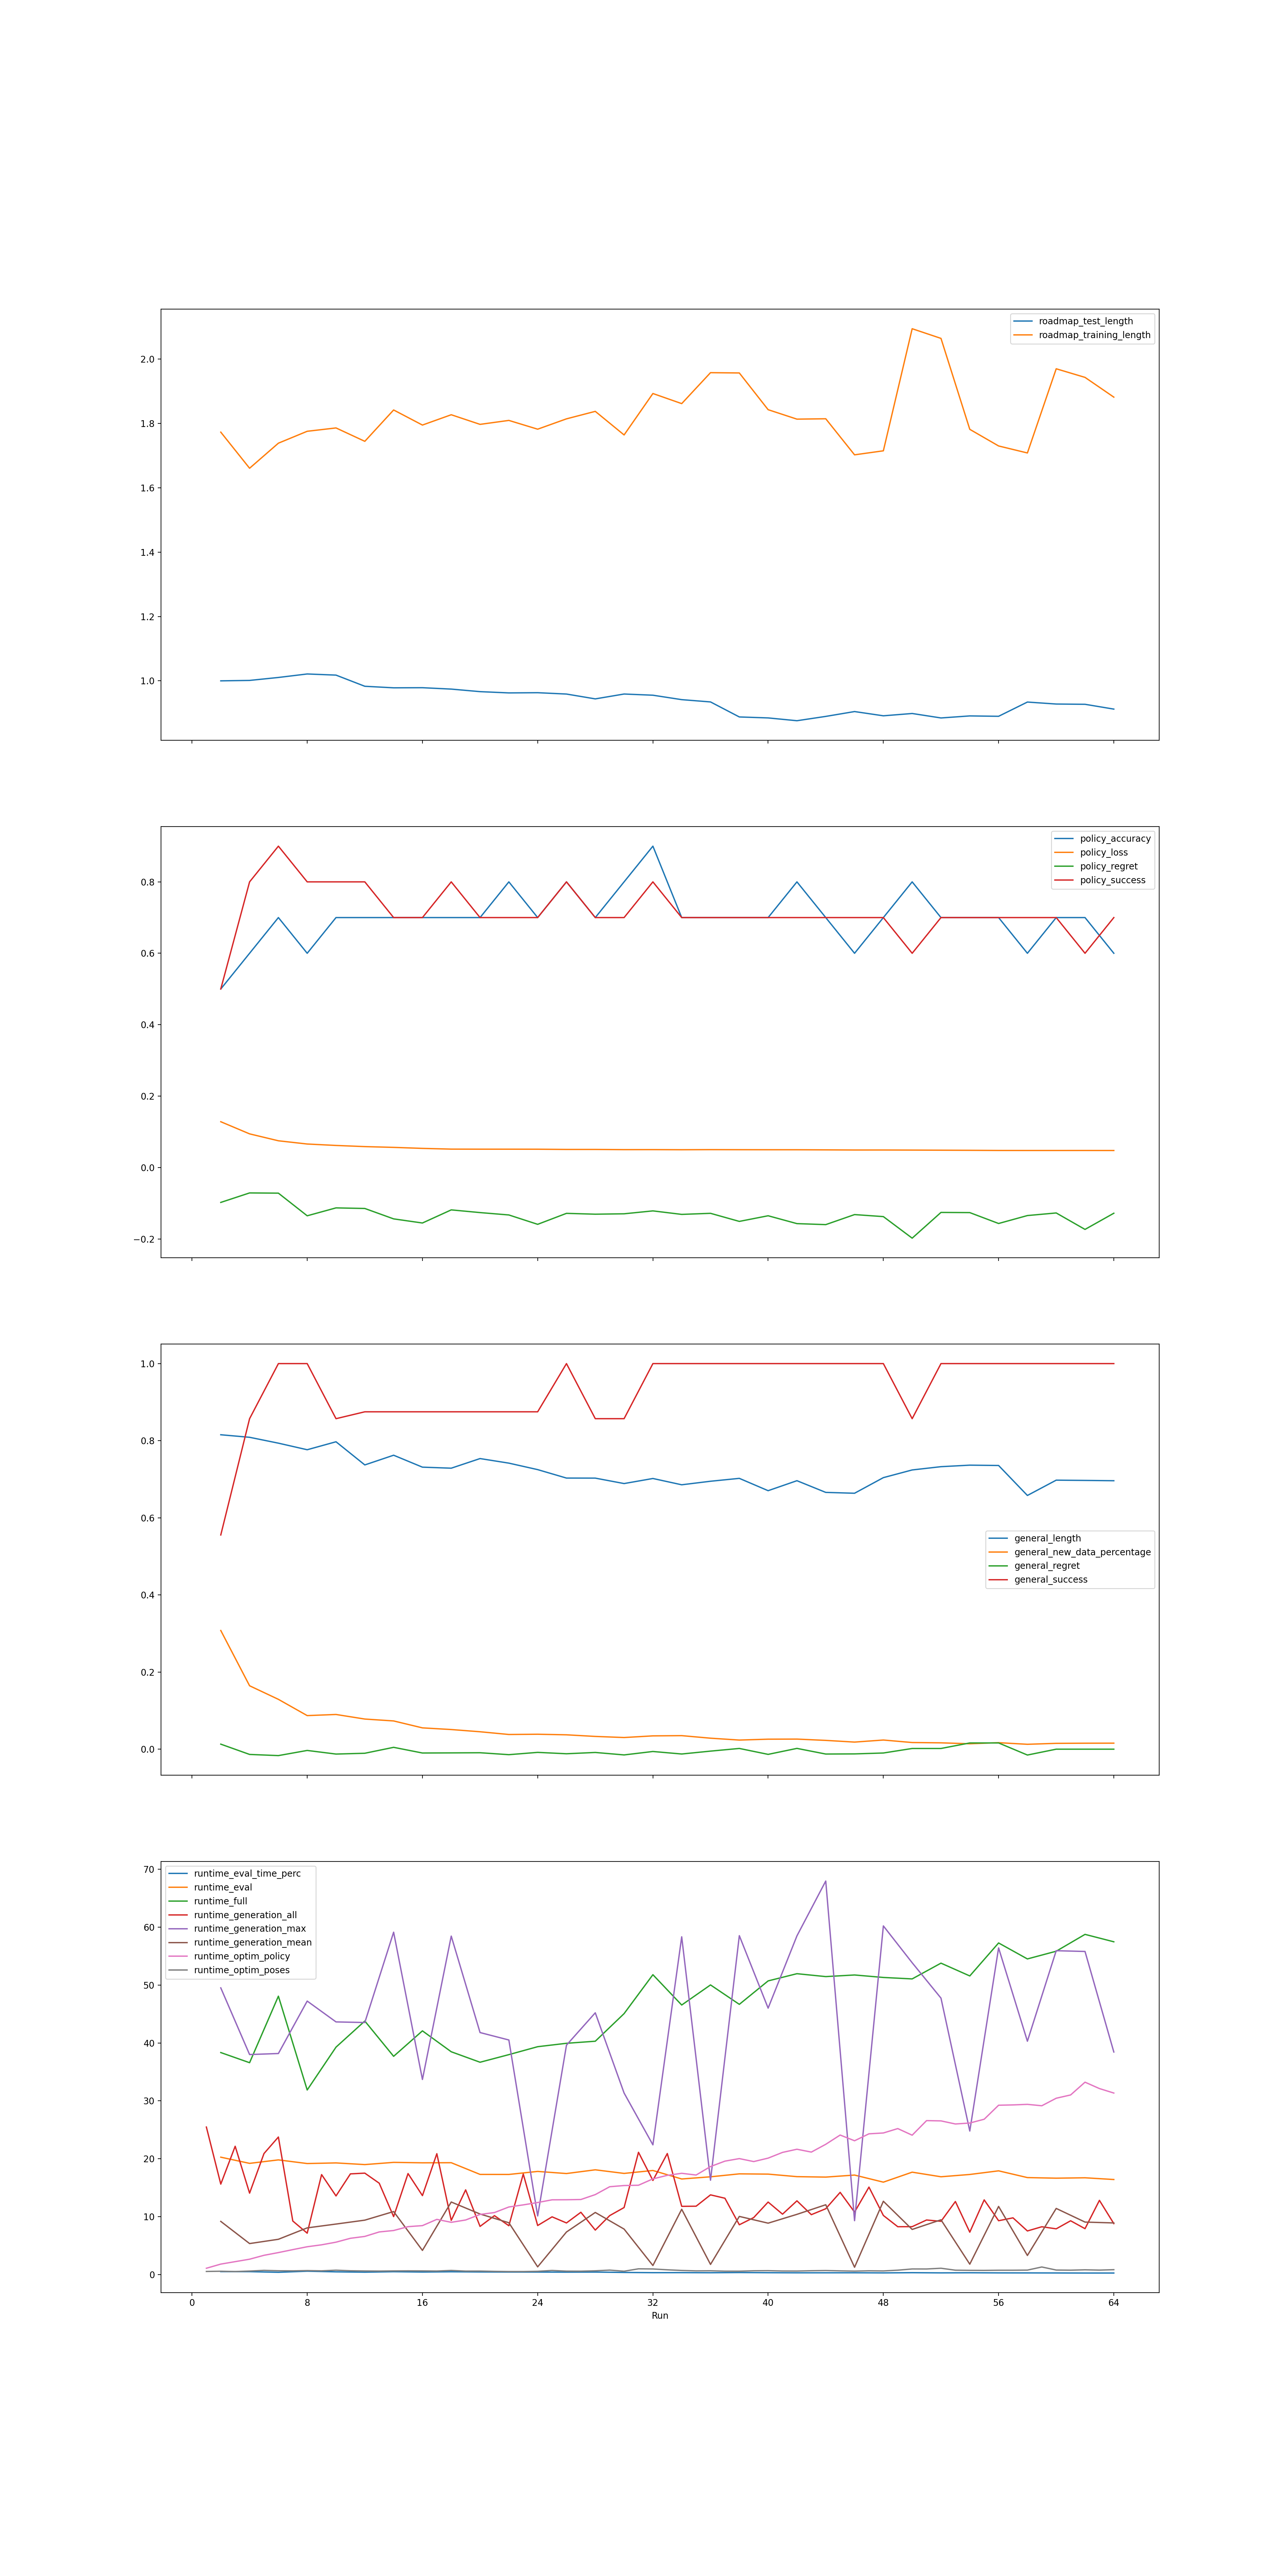 roadmap_test_length
roadmap_training_length
2.0
1.8
1.6
1.4
1.2
1.0
policy_accuracy
policy_loss
policy_regret
policy_success
0.8
0.6
0.4
0.2
0.0
−0.2
1.0
0.8
0.6
0.4
0.2
0.0
general_length
general_new_data_percentage
general_regret
general_success
runtime_eval_time_perc
runtime_eval
runtime_full
runtime_generation_all
runtime_generation_max
runtime_generation_mean
runtime_optim_policy
runtime_optim_poses
70
60
50
40
30
20
10
0
0 8 16 24 32 40 48 56 64
Run